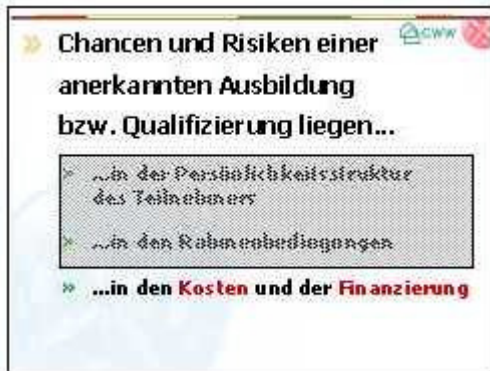 CWW
» Chancen und Risiken einer
anerkannten Ausbildung
bzw. Qualifizierung liegen...
» ...in der Persönlichkeitsstruktur
des Teilnehmers
» ...in den Rahmenbedingungen
» ...in den Kosten und der Finanzierung